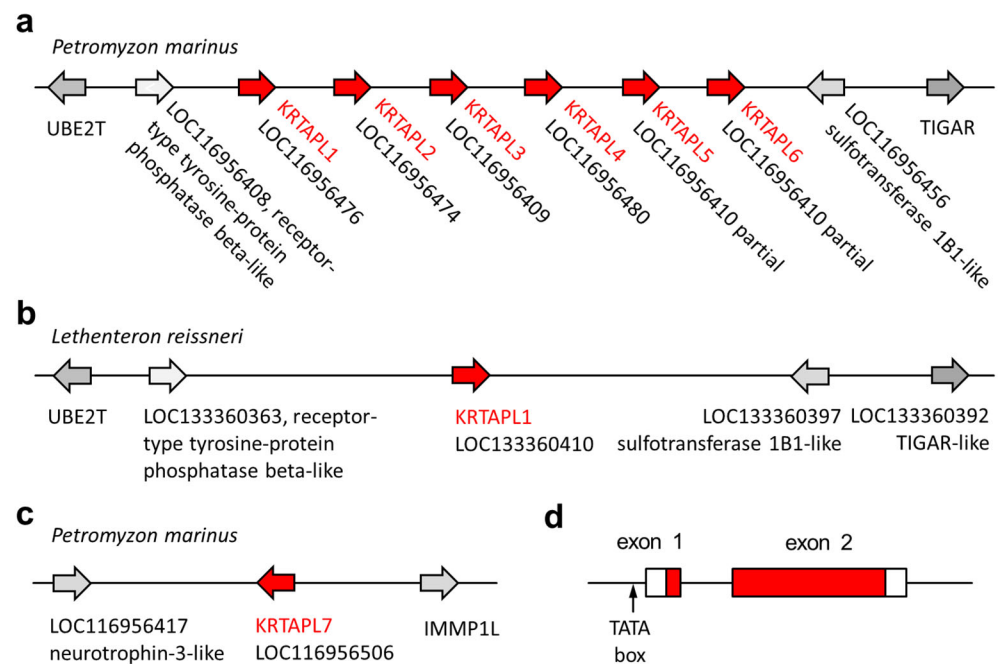 a
Petromyzon marinus
UBE2T
LOC116956408, receptor-
type tyrosine-protein
phosphatase beta-like
KRTAPL1
LOC116956476
KRTAPL2
LOC116956474
KRTAPL3
LOC116956409
KRTAPL4
LOC116956480
KRTAPL5
LOC116956410 partial
KRTAPL6
LOC116956410 partial
LOC116956456
sulfotransferase 1B1-like
TIGAR
b
Lethenteron reissneri
UBE2T
LOC133360363, receptor-
type tyrosine-protein
phosphatase beta-like
KRTAPL1
LOC133360410
LOC133360397
sulfotransferase 1B1-like
LOC133360392
TIGAR-like
c
Petromyzon marinus
LOC116956417
neurotrophin-3-like
KRTAPL7
LOC116956506
IMMP1L
d
exon 1
exon 2
TATA
box